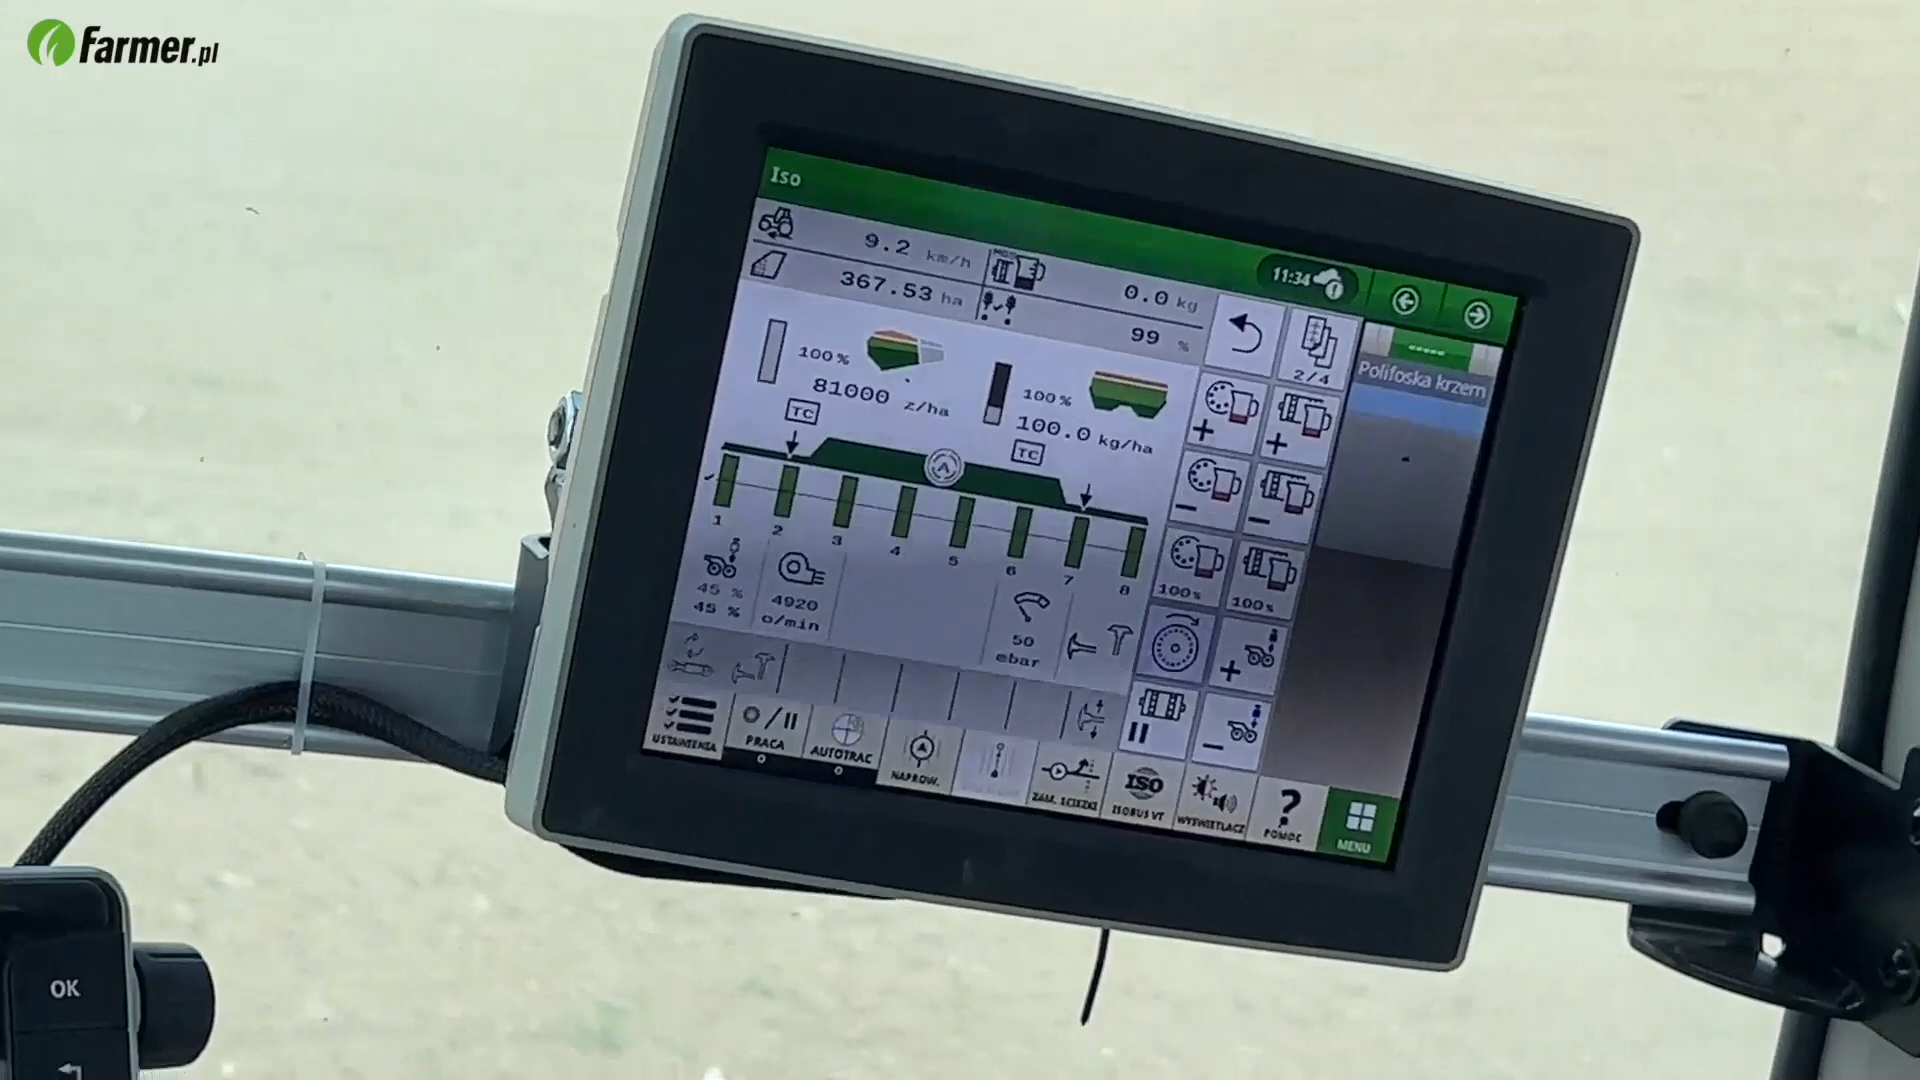 Farmer.pl
Iso
11:34
9.2 km/h
0.0 kg
367.53 ha
99 %
2/4
Polifoska krzem
100%
81000 z/ha
100%
100.0 kg/ha
TC
TC
A
1 2 3 4 5 6 7 8
+
+
100%
100%
45 %
45 %
4920
o/min
50
mbar
+
USTAWIENIA
PRACA
AUTOTRAC
NAPROW.
ZAM. ŚCIEŻKI
ISO
ISOBUS VT
WYŚWIETLACZ
?
POMOC
MENU
OK